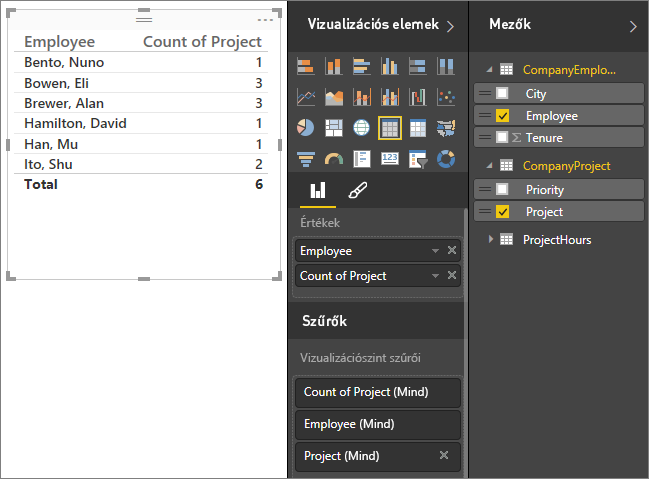 Employee Count of Project
Bento, Nuno 1
Bowen, Eli 3
Brewer, Alan 3
Hamilton, David 1
Han, Mu 1
Ito, Shu 2
Total 6
Vizualizációs elemek
123
Értékek
Employee
Count of Project
Szűrők
Vizualizációszint szűrői
Count of Project (Mind)
Employee (Mind)
Project (Mind)
Mezők
CompanyEmplo...
City
Employee
Σ Tenure
CompanyProject
Priority
Project
ProjectHours